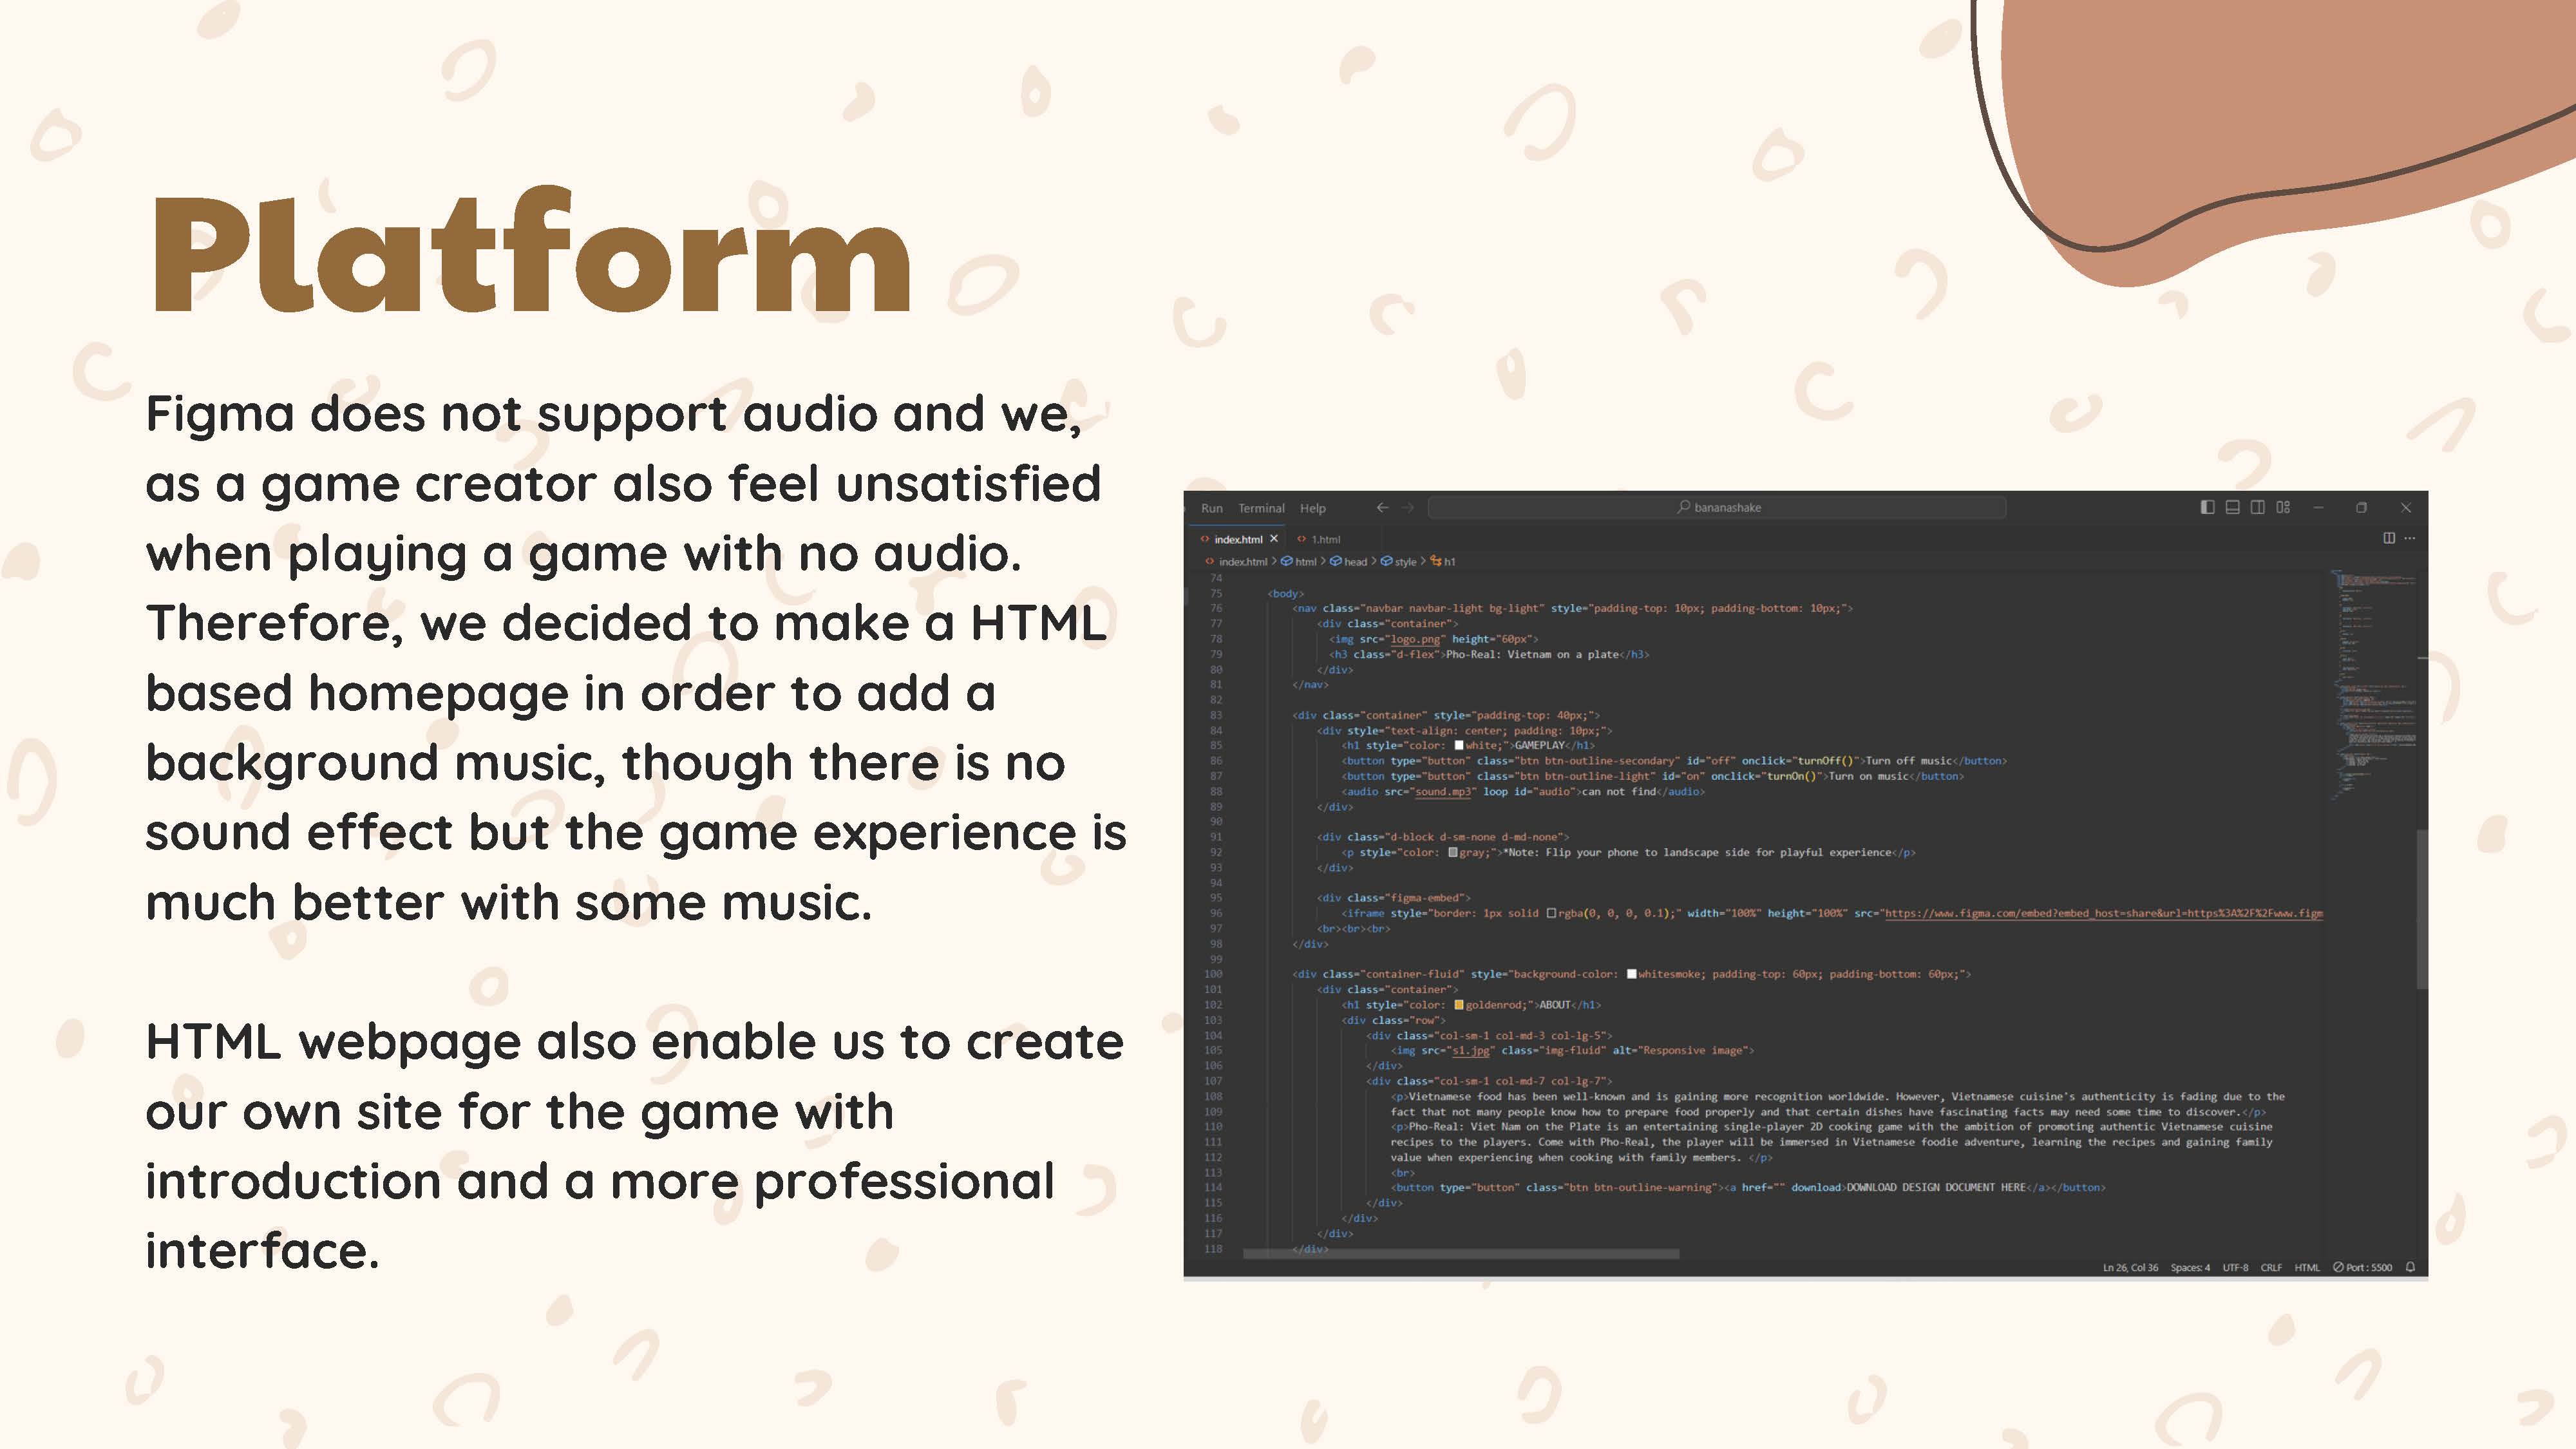 Platform
Figma does not support audio and we,
as a game creator also feel unsatisfied
when playing a game with no audio.
Therefore, we decided to make a HTML
based homepage in order to add a
background music, though there is no
sound effect but the game experience is
much better with some music.
HTML webpage also enable us to create
our own site for the game with
introduction and a more professional
interface.
Run Terminal Help bananashake
index.html 1.html
index.html > html > head > style > h1
74
75 <body>
76 <nav class="navbar navbar-light bg-light" style="padding-top: 10px; padding-bottom: 10px;">
77 <div class="container">
78 <img src="logo.png" height="60px">
79 <h3 class="d-flex">Pho-Real: Vietnam on a plate</h3>
80 </div>
81 </nav>
82
83 <div class="container" style="padding-top: 40px;">
84 <div style="text-align: center; padding: 10px;">
85 <h1 style="color: white;">GAMEPLAY</h1>
86 <button type="button" class="btn btn-outline-secondary" id="off" onclick="turnOff()">Turn off music</button>
87 <button type="button" class="btn btn-outline-light" id="on" onclick="turnOn()">Turn on music</button>
88 <audio src="sound.mp3" loop id="audio">can not find</audio>
89 </div>
90
91 <div class="d-block d-sm-none d-md-none">
92 <p style="color: gray;">*Note: Flip your phone to landscape side for playful experience</p>
93 </div>
94
95 <div class="figma-embed">
96 <iframe style="border: 1px solid rgba(0, 0, 0, 0.1);" width="100%" height="100%" src="https://www.figma.com/embed?embed_host=share&url=https%3A%2F%2Fwww.figm
97 <br><br><br>
98 </div>
99
100 <div class="container-fluid" style="background-color: whitesmoke; padding-top: 60px; padding-bottom: 60px;">
101 <div class="container">
102 <h1 style="color: goldenrod;">ABOUT</h1>
103 <div class="row">
104 <div class="col-sm-1 col-md-3 col-lg-5">
105 <img src="s1.jpg" class="img-fluid" alt="Responsive image">
106 </div>
107 <div class="col-sm-1 col-md-7 col-lg-7">
108 <p>Vietnamese food has been well-known and is gaining more recognition worldwide. However, Vietnamese cuisine's authenticity is fading due to the
109 fact that not many people know how to prepare food properly and that certain dishes have fascinating facts may need some time to discover.</p>
110 <p>Pho-Real: Viet Nam on the Plate is an entertaining single-player 2D cooking game with the ambition of promoting authentic Vietnamese cuisine
111 recipes to the players. Come with Pho-Real, the player will be immersed in Vietnamese foodie adventure, learning the recipes and gaining family
112 value when experiencing when cooking with family members. </p>
113 <br>
114 <button type="button" class="btn btn-outline-warning"><a href="" download>DOWNLOAD DESIGN DOCUMENT HERE</a></button>
115 </div>
116 </div>
117 </div>
118 </div>
Ln 26, Col 36 Spaces: 4 UTF-8 CRLF HTML Port : 5500